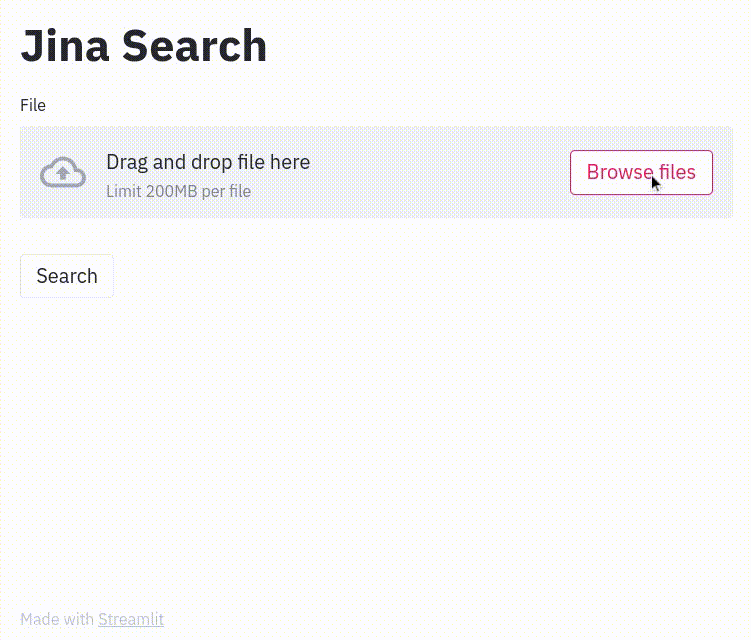 Jina Search
File
Drag and drop file here
Limit 200MB per file
Browse files
Search
Made with Streamlit